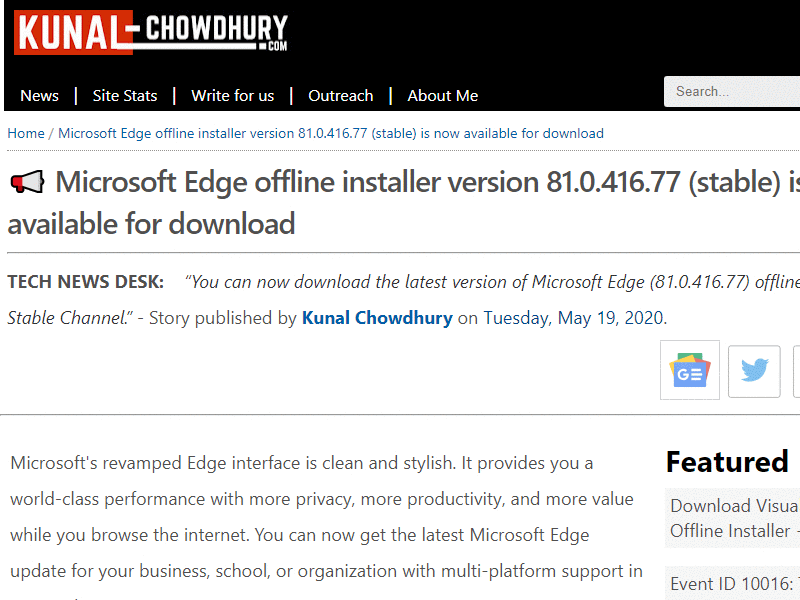 KUNAL-CHOWDHURY
.COM
News | Site Stats | Write for us | Outreach | About Me
Search...
Home / Microsoft Edge offline installer version 81.0.416.77 (stable) is now available for download
Microsoft Edge offline installer version 81.0.416.77 (stable) is
available for download
TECH NEWS DESK: “You can now download the latest version of Microsoft Edge (81.0.416.77) offline
Stable Channel.” - Story published by Kunal Chowdhury on Tuesday, May 19, 2020.
GE
Microsoft's revamped Edge interface is clean and stylish. It provides you a
world-class performance with more privacy, more productivity, and more value
while you browse the internet. You can now get the latest Microsoft Edge
update for your business, school, or organization with multi-platform support in
Featured
Download Visua
Offline Installer -
Event ID 10016: